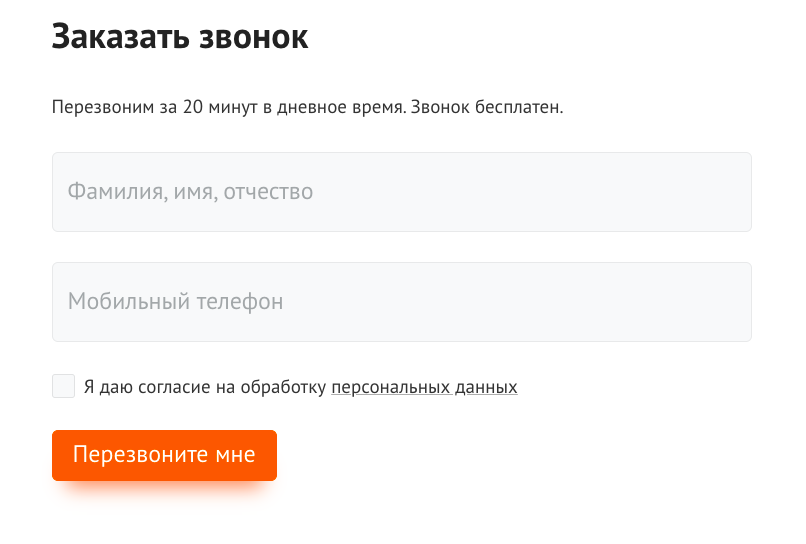 Заказать звонок
Перезвоним за 20 минут в дневное время. Звонок бесплатен.
Фамилия, имя, отчество
Мобильный телефон
Я даю согласие на обработку персональных данных
Перезвоните мне